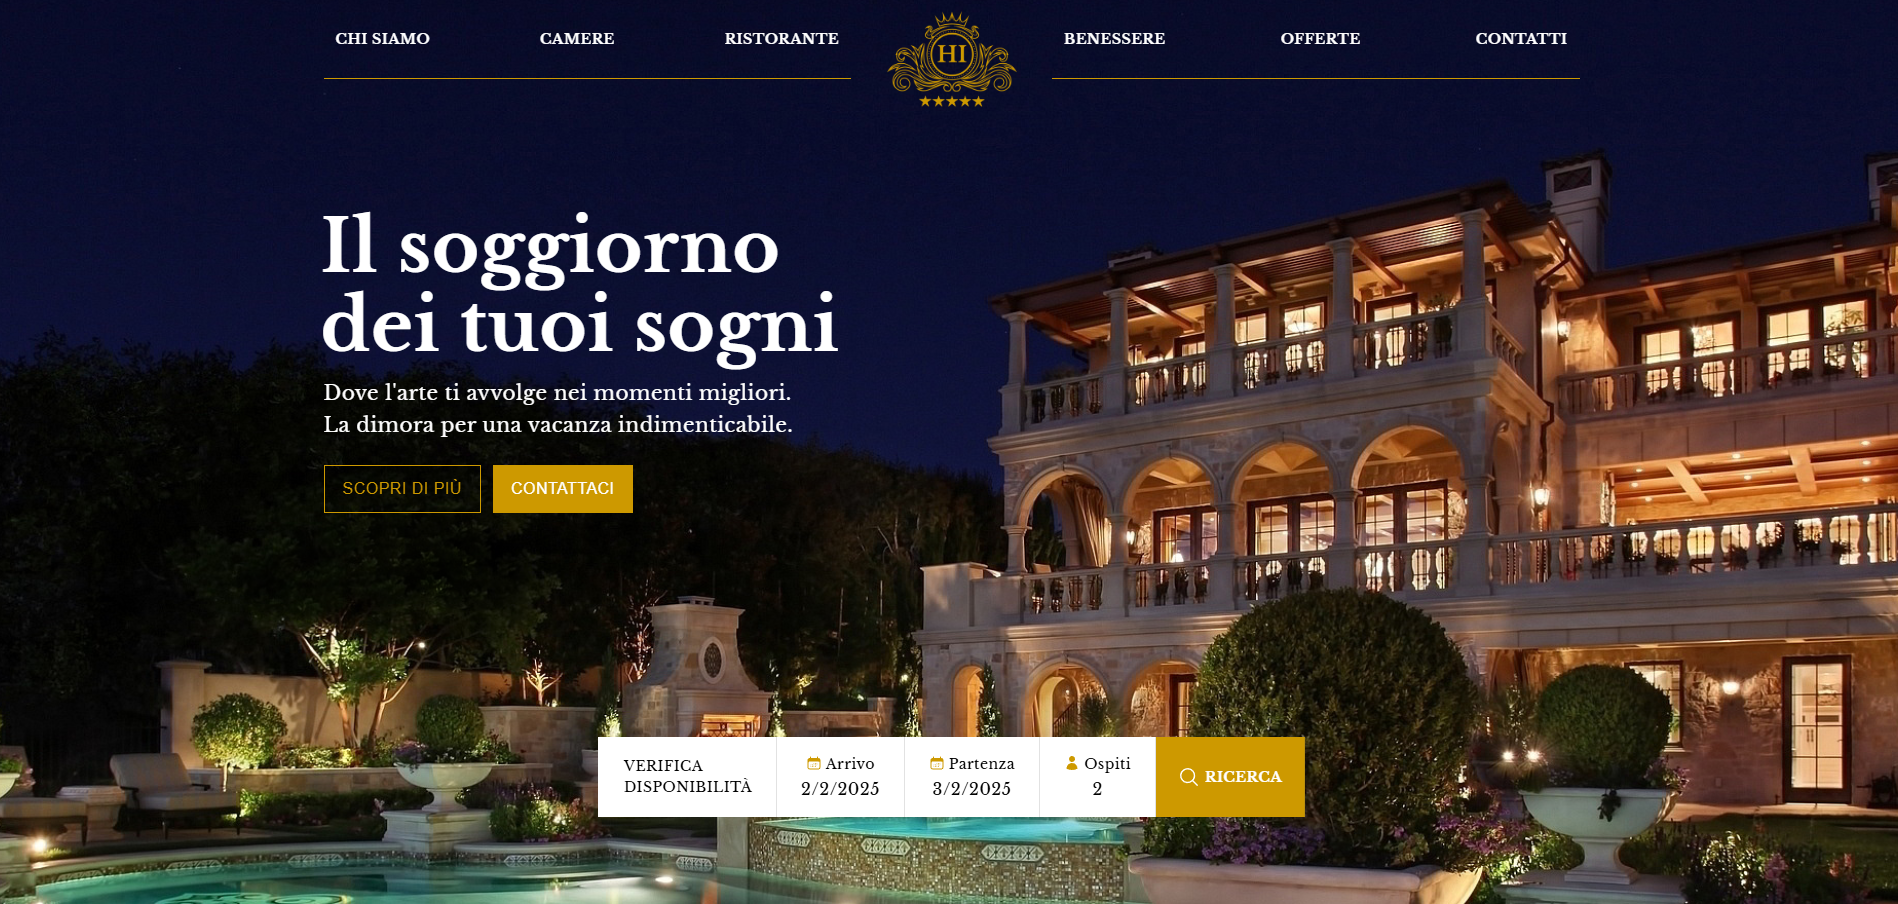 CHI SIAMO
CAMERE
RISTORANTE
HI
BENESSERE
OFFERTE
CONTATTI
Il soggiorno
dei tuoi sogni
Dove l'arte ti avvolge nei momenti migliori.
La dimora per una vacanza indimenticabile.
SCOPRI DI PIÙ
CONTATTACI
VERIFICA
DISPONIBILITÀ
Arrivo
2/2/2025
Partenza
3/2/2025
Ospiti
2
RICERCA